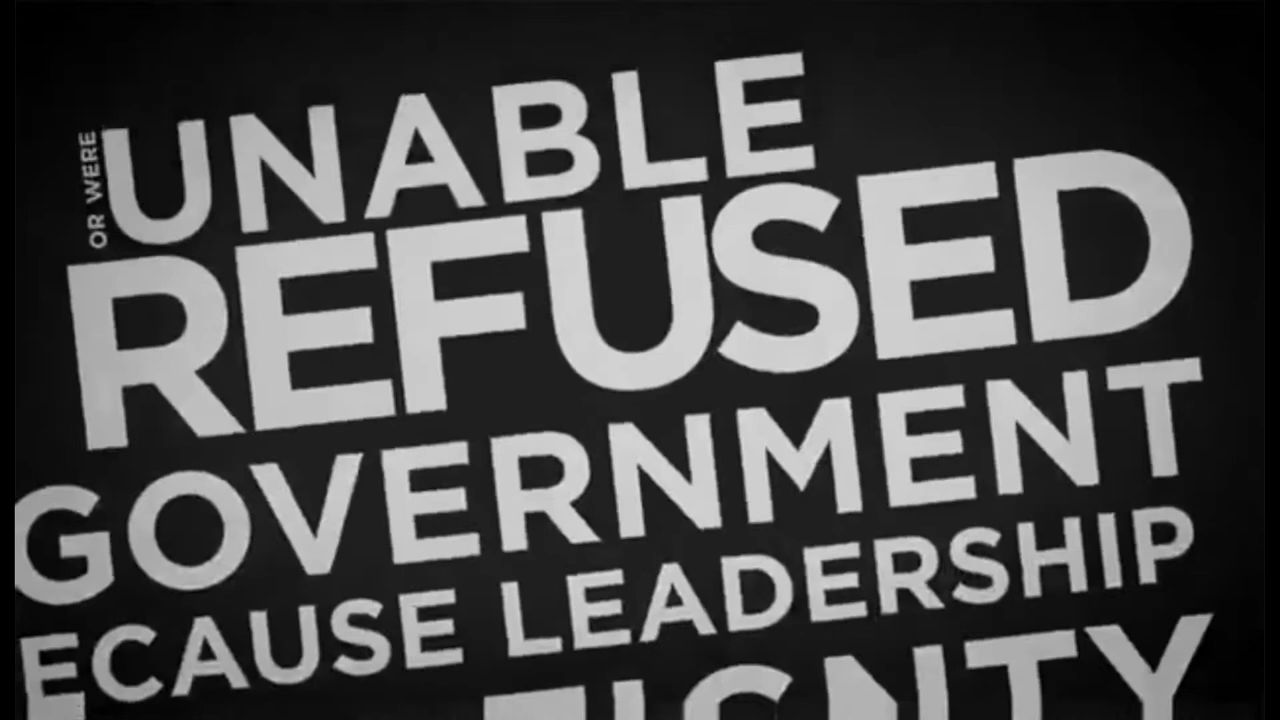 OR WERE
UNABLE
REFUSED
GOVERNMENT
ECAUSE LEADERSHIP